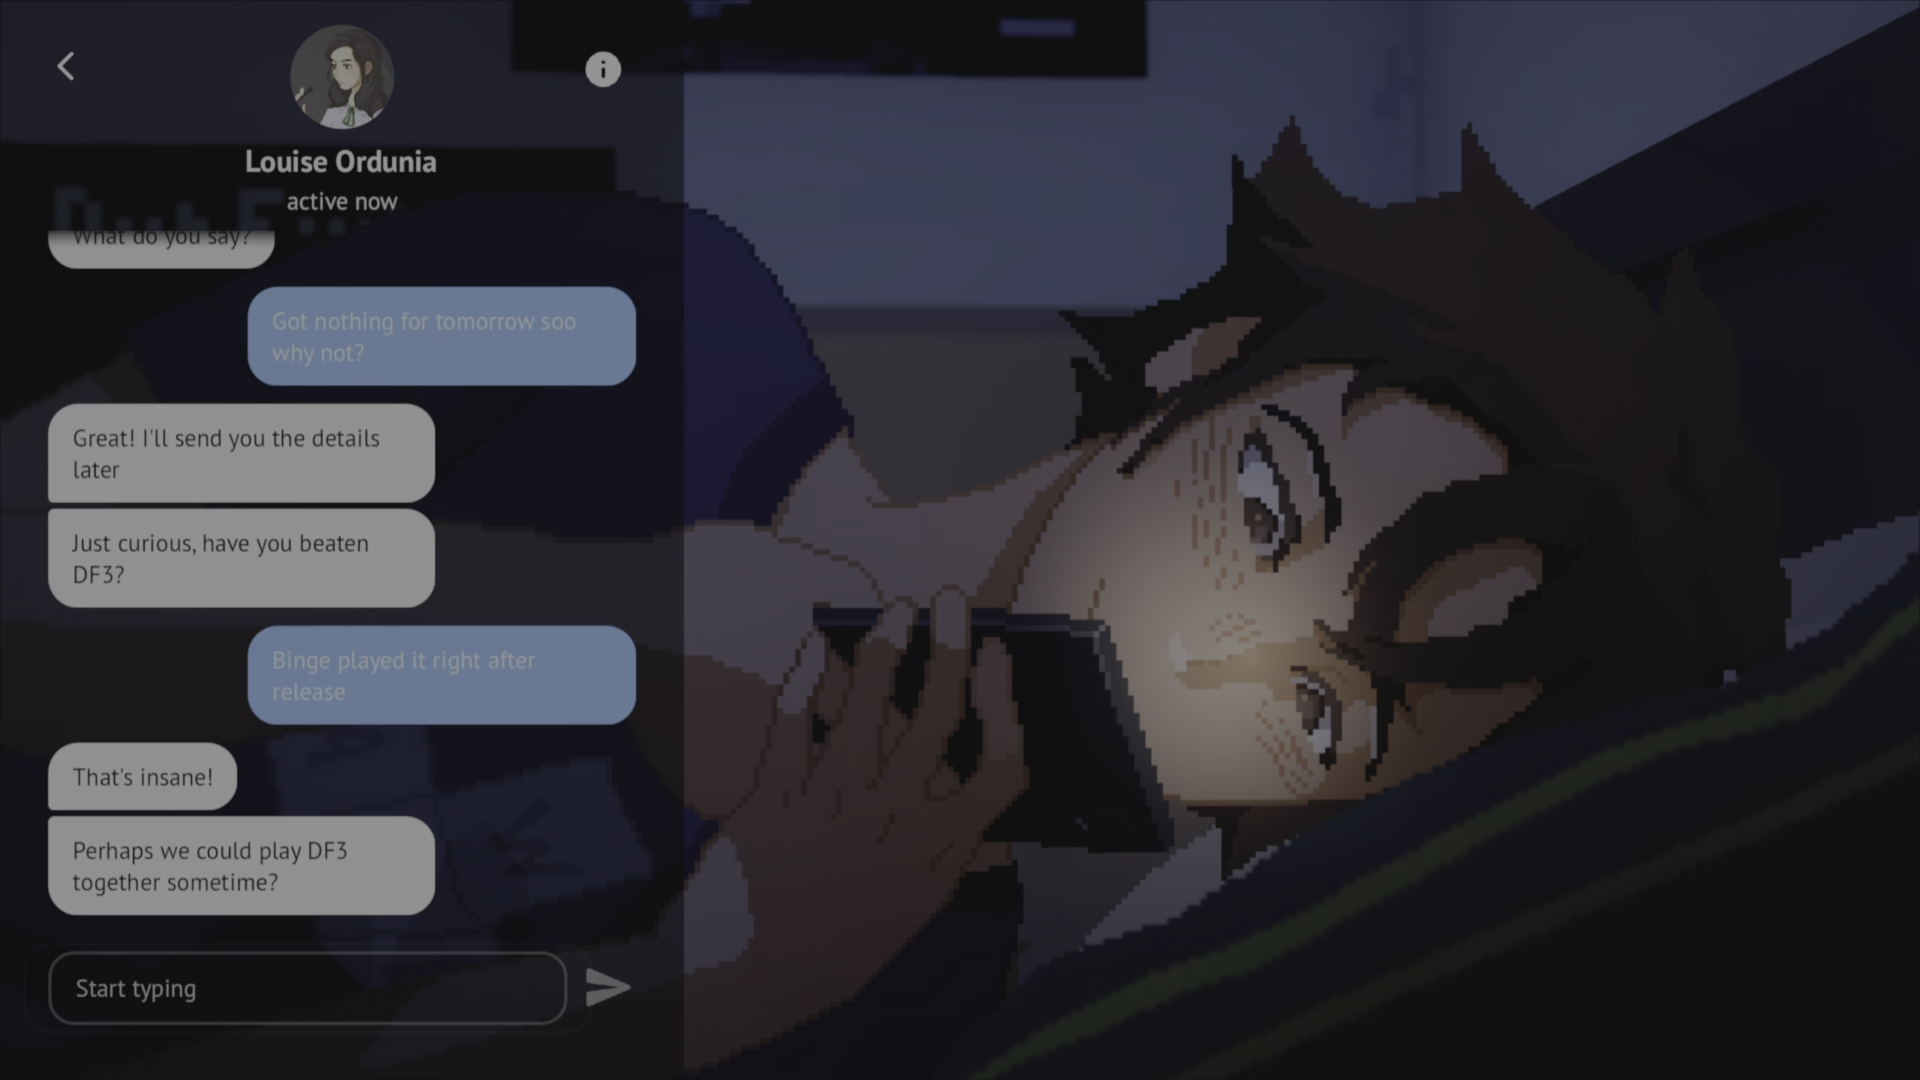 Louise Ordunia
active now
What do you say?
Got nothing for tomorrow soo
why not?
Great! I'll send you the details
later
Just curious, have you beaten
DF3?
Binge played it right after
release
That's insane!
Perhaps we could play DF3
together sometime?
Start typing